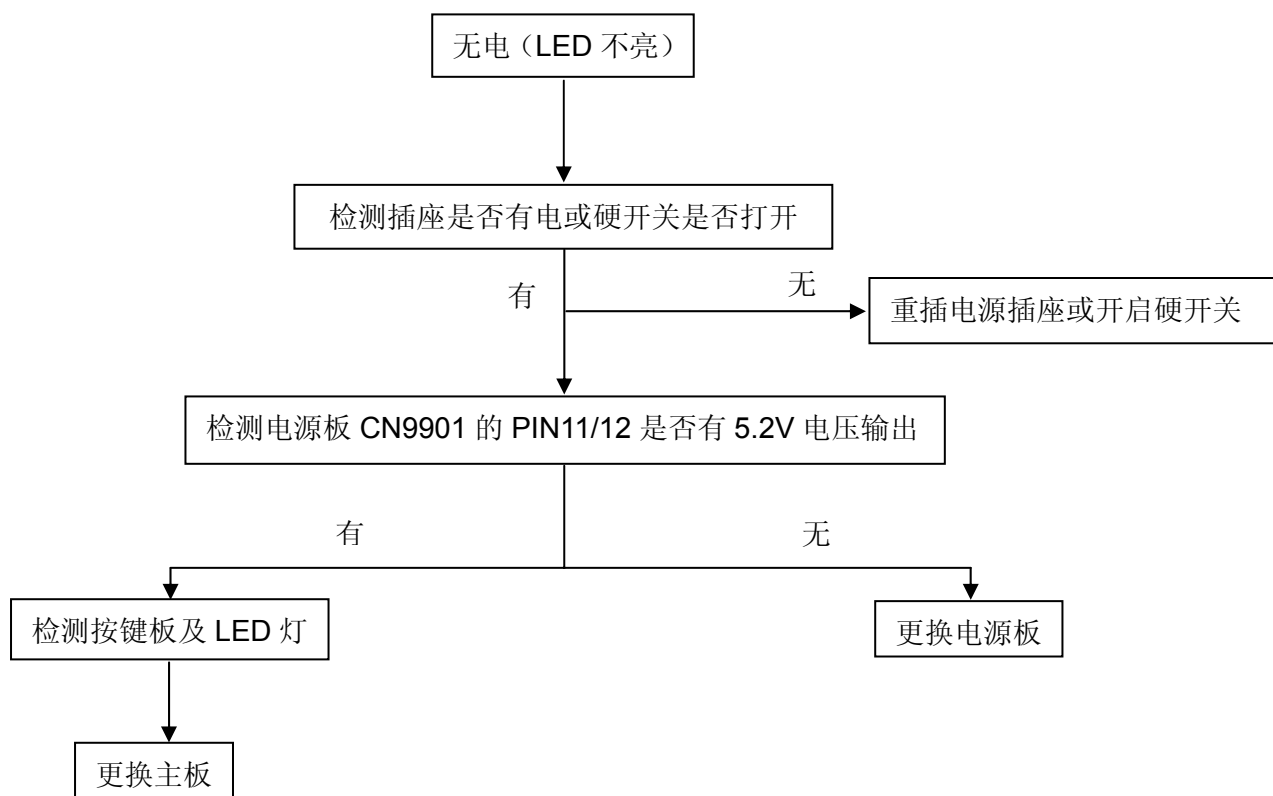 无电（LED 不亮）
检测插座是否有电或硬开关是否打开
有
无
重插电源插座或开启硬开关
检测电源板 CN9901 的 PIN11/12 是否有 5.2V 电压输出
有
无
检测按键板及 LED 灯
更换电源板
更换主板